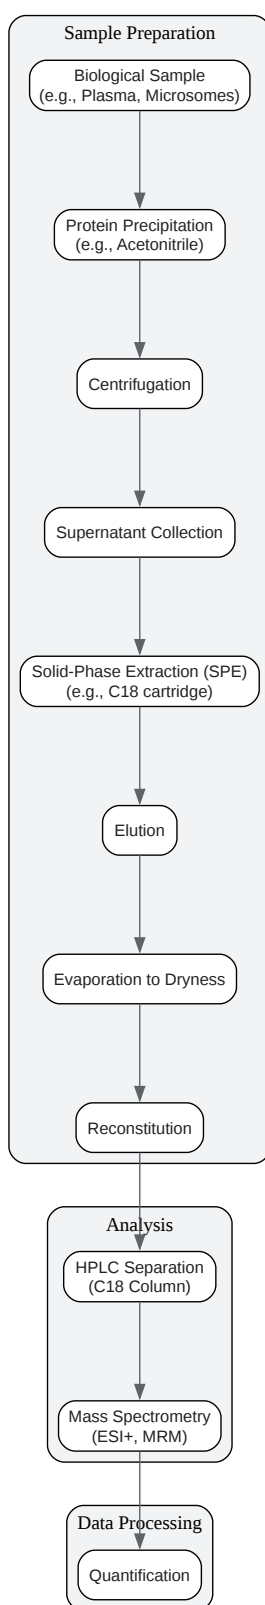 Sample Preparation
Biological Sample
(e.g., Plasma, Microsomes)
Protein Precipitation
(e.g., Acetonitrile)
Centrifugation
Supernatant Collection
Solid-Phase Extraction (SPE)
(e.g., C18 cartridge)
Elution
Evaporation to Dryness
Reconstitution
Analysis
HPLC Separation
(C18 Column)
Mass Spectrometry
(ESI+, MRM)
Data Processing
Quantification